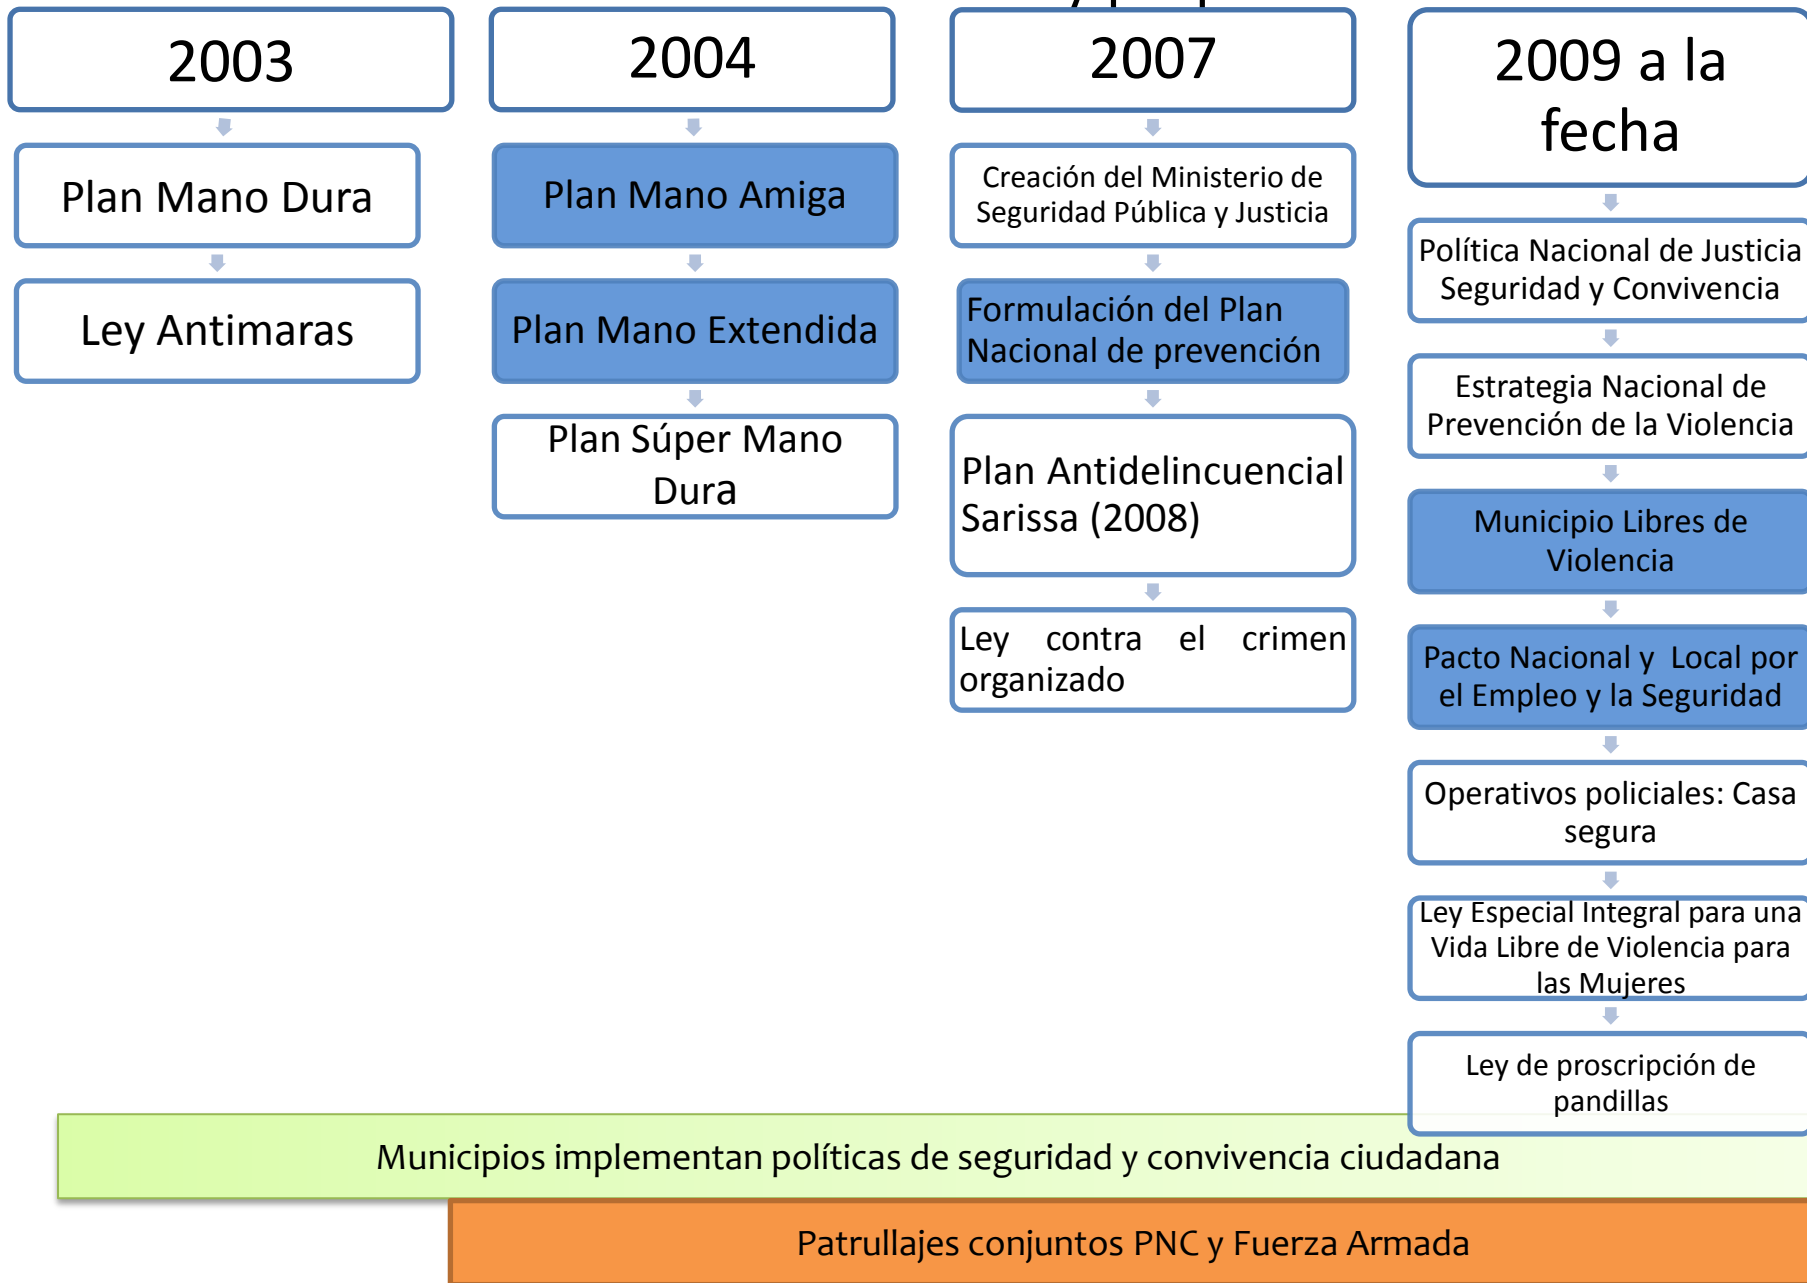 2003
Plan Mano Dura
Ley Antimaras
2004
Plan Mano Amiga
Plan Mano Extendida
Plan Súper Mano
Dura
2007
Creación del Ministerio de
Seguridad Pública y Justicia
Formulación del Plan
Nacional de prevención
Plan Antidelincuencial
Sarissa (2008)
Ley contra el crimen
organizado
2009 a la
fecha
Política Nacional de Justicia
Seguridad y Convivencia
Estrategia Nacional de
Prevención de la Violencia
Municipio Libres de
Violencia
Pacto Nacional y Local por
el Empleo y la Seguridad
Operativos policiales: Casa
segura
Ley Especial Integral para una
Vida Libre de Violencia para
las Mujeres
Ley de proscripción de
pandillas
Municipios implementan políticas de seguridad y convivencia ciudadana
Patrullajes conjuntos PNC y Fuerza Armada